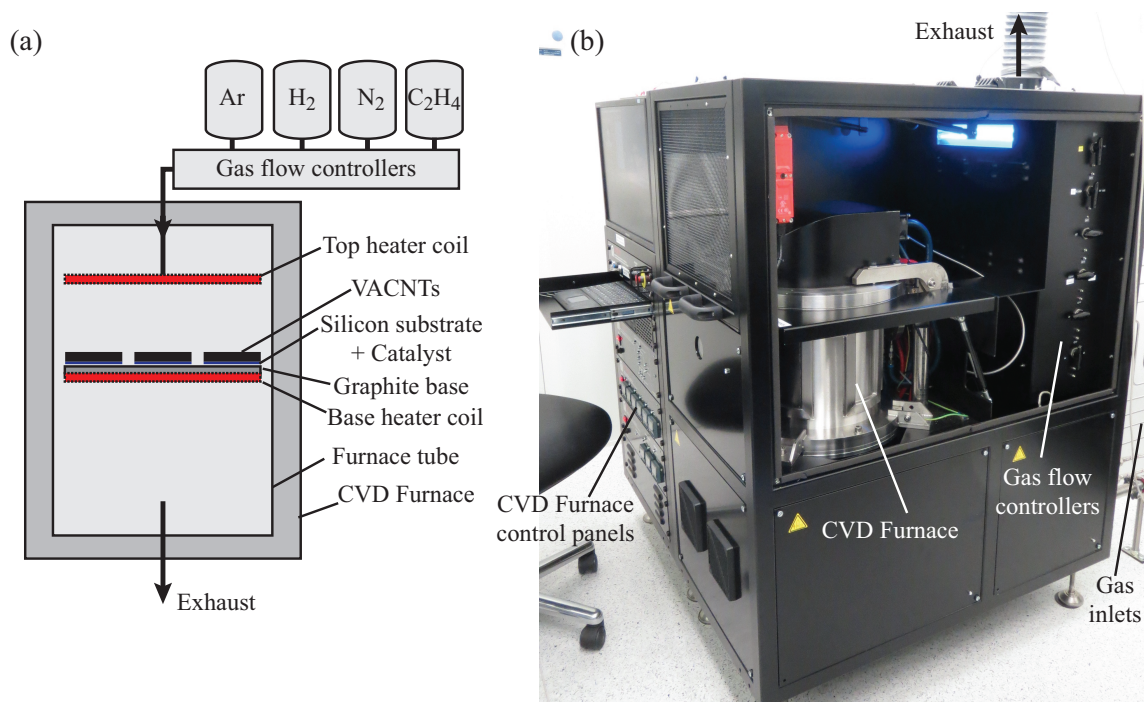 (a)
Ar
H2
N2
C2H4
Gas flow controllers
Top heater coil
VACNTs
Silicon substrate
+ Catalyst
Graphite base
Base heater coil
Furnace tube
CVD Furnace
Exhaust
(b)
Exhaust
CVD Furnace
control panels
CVD Furnace
Gas flow
controllers
Gas
inlets